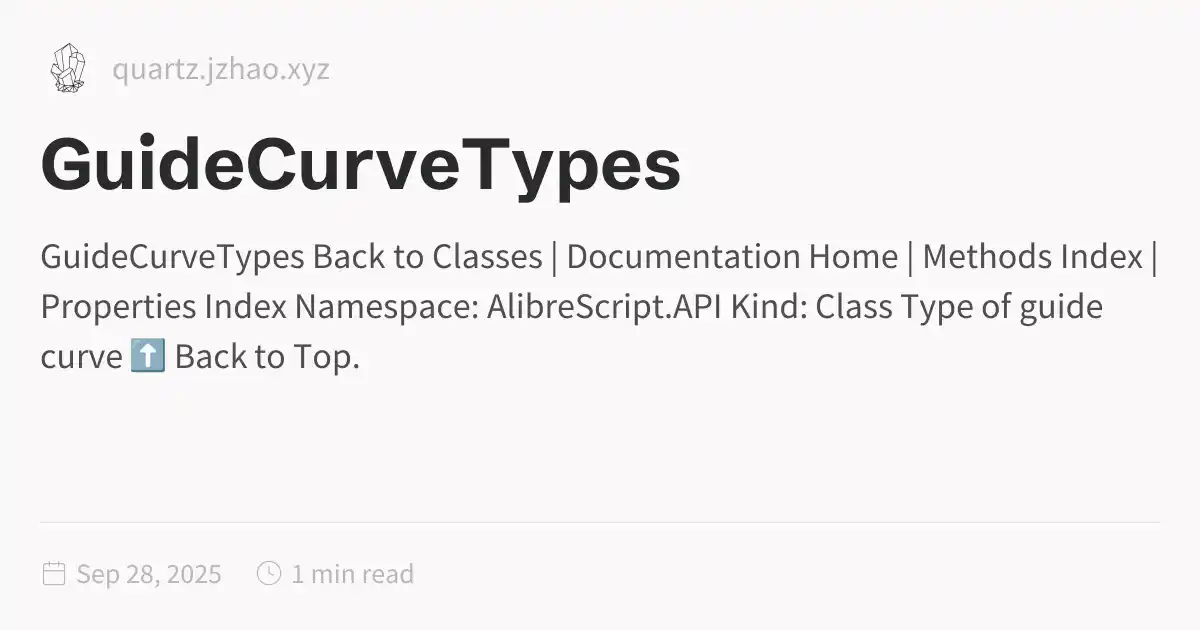 quartz.jzhao.xyz
GuideCurveTypes
GuideCurveTypes Back to Classes | Documentation Home | Methods Index |
Properties Index Namespace: AlibreScript.API Kind: Class Type of guide
curve ⬆️ Back to Top.
Sep 28, 2025 1 min read